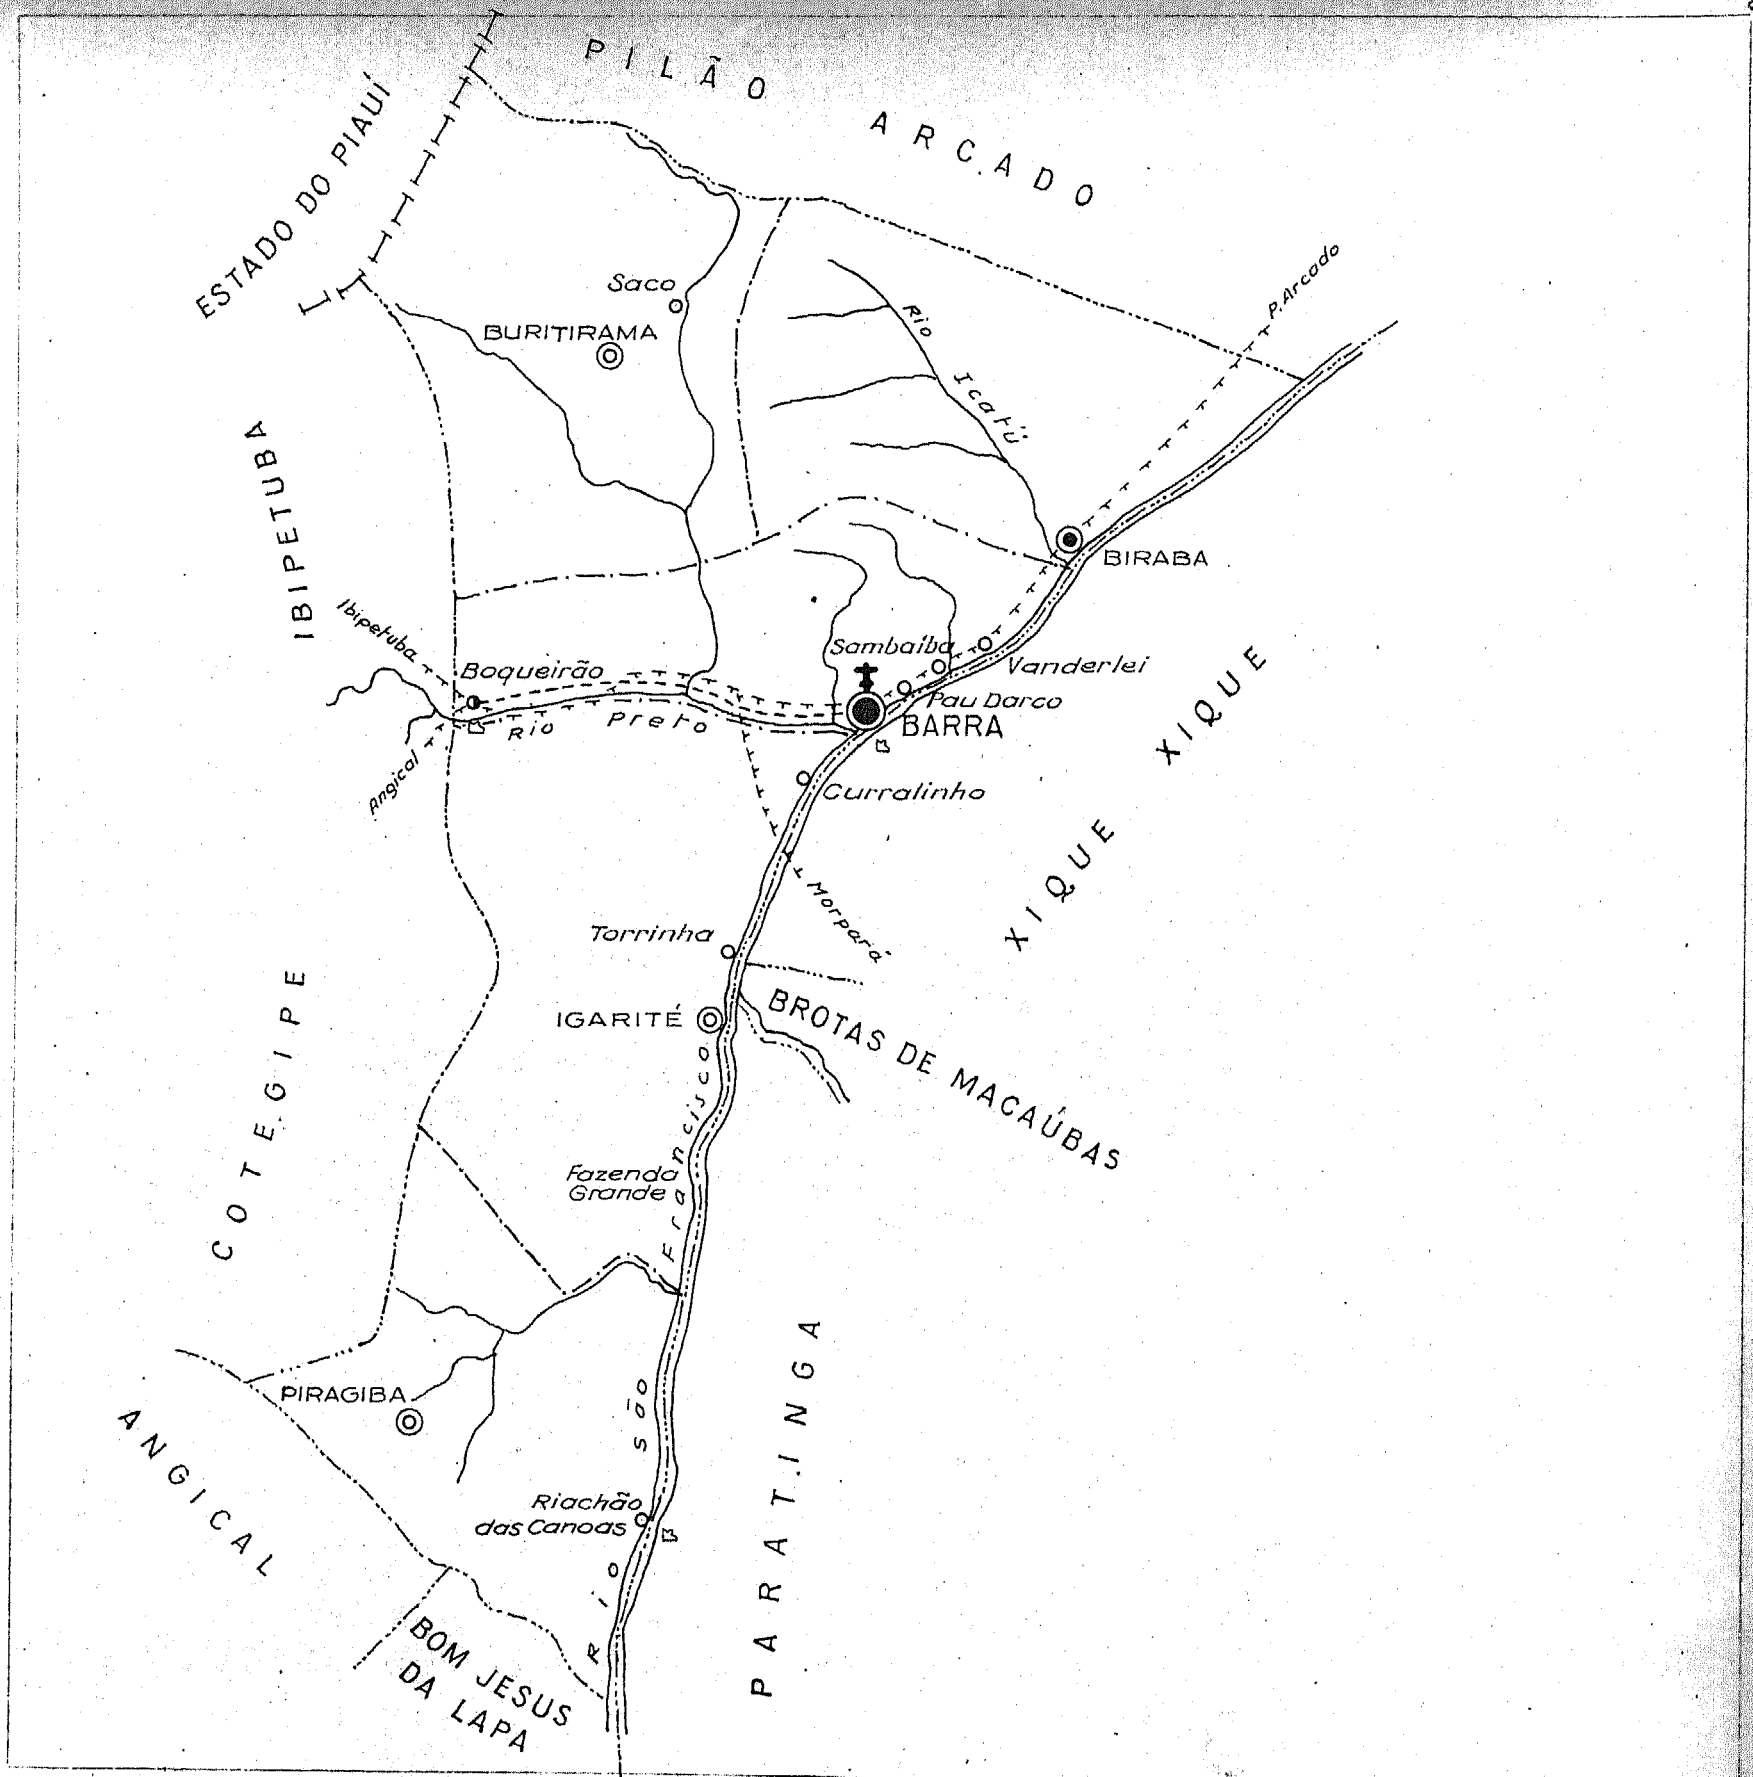 PILÃO ARCADO
ESTADO DO PIAUÍ
P. Arcado
Saco
BURITIRAMA
Rio Icatú
IBIPETUBA
BIRABA
Ibipetuba
Sambaíba
Boqueirão
Vanderlei
Pau Darco
Rio Preto
BARRA
XIQUE XIQUE
Angical
Curralinho
Morpará
Torrinha
COTEGIPE
IGARITÉ
BROTAS DE MACAÚBAS
Fazenda
Grande
Rio São Francisco
PARATINGA
PIRAGIBA
ANGICAL
Riachão
das Canoas
BOM JESUS
DA LAPA